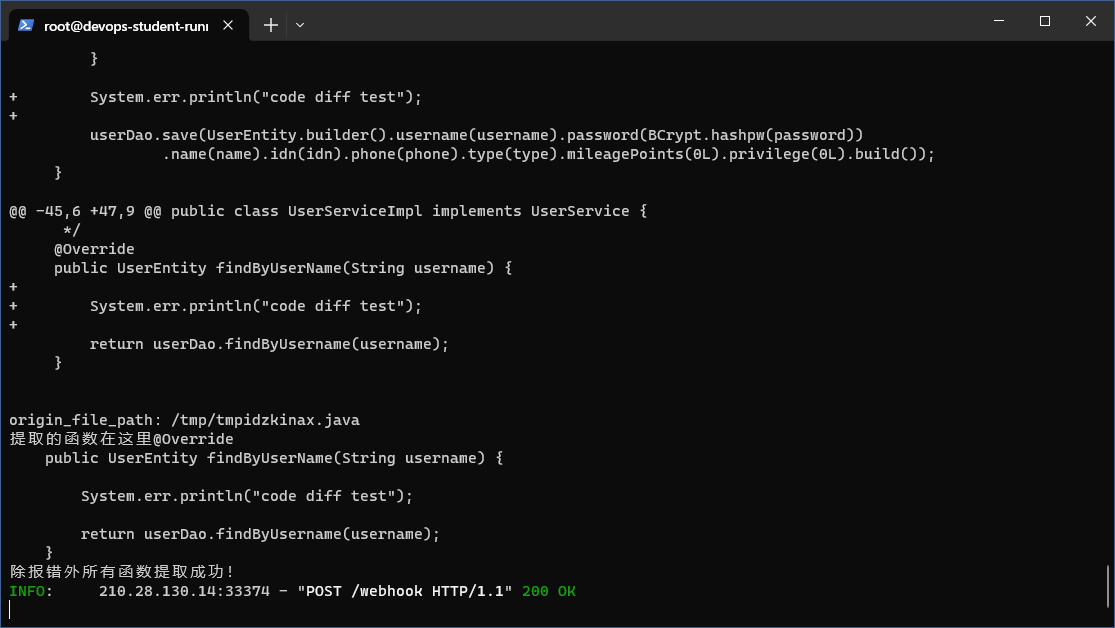 root@devops-student-runn
        }

+        System.err.println("code diff test");
+
         userDao.save(UserEntity.builder().username(username).password(BCrypt.hashpw(password))
                 .name(name).idn(idn).phone(phone).type(type).mileagePoints(0L).privilege(0L).build());
     }

@@ -45,6 +47,9 @@ public class UserServiceImpl implements UserService {
      */
     @Override
     public UserEntity findByUserName(String username) {
+
+        System.err.println("code diff test");
+
         return userDao.findByUsername(username);
     }


origin_file_path: /tmp/tmpidzkinax.java
提取的函数在这里@Override
    public UserEntity findByUserName(String username) {

        System.err.println("code diff test");

        return userDao.findByUsername(username);
    }
除报错外所有函数提取成功!
INFO:     210.28.130.14:33374 - "POST /webhook HTTP/1.1" 200 OK